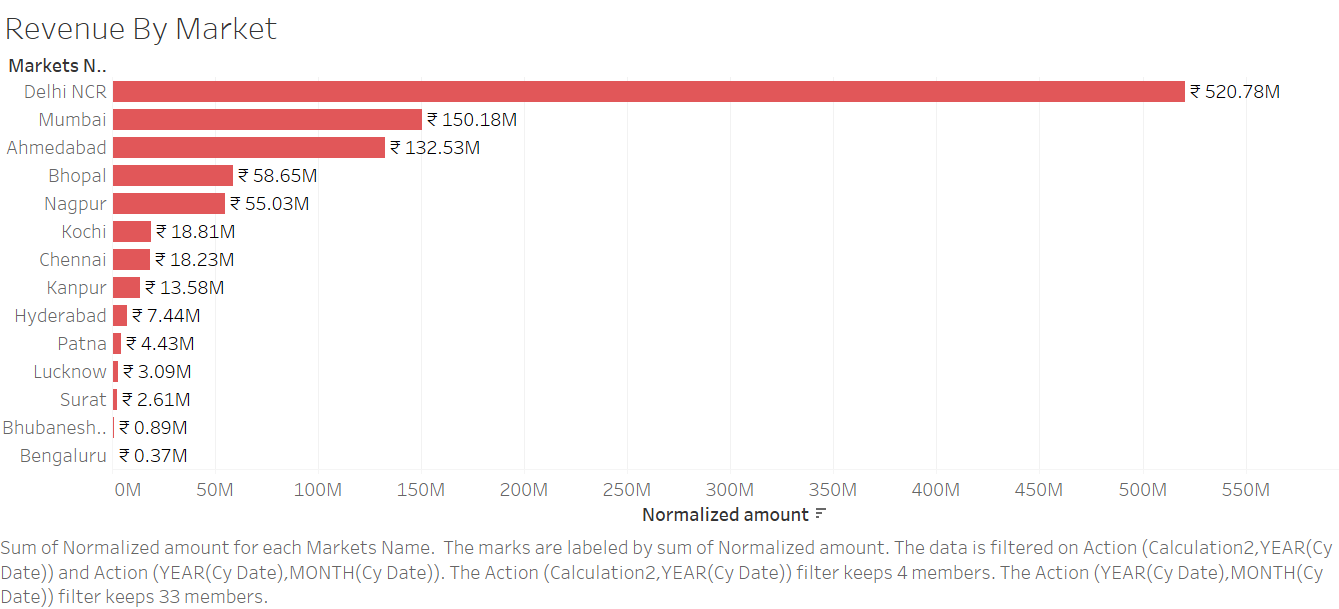 Revenue By Market
Markets N..
Delhi NCR ₹ 520.78M
Mumbai ₹ 150.18M
Ahmedabad ₹ 132.53M
Bhopal ₹ 58.65M
Nagpur ₹ 55.03M
Kochi ₹ 18.81M
Chennai ₹ 18.23M
Kanpur ₹ 13.58M
Hyderabad ₹ 7.44M
Patna ₹ 4.43M
Lucknow ₹ 3.09M
Surat ₹ 2.61M
Bhubanesh.. ₹ 0.89M
Bengaluru ₹ 0.37M
0M 50M 100M 150M 200M 250M 300M 350M 400M 450M 500M 550M
Normalized amount
Sum of Normalized amount for each Markets Name.  The marks are labeled by sum of Normalized amount. The data is filtered on Action (Calculation2,YEAR(Cy
Date)) and Action (YEAR(Cy Date),MONTH(Cy Date)). The Action (Calculation2,YEAR(Cy Date)) filter keeps 4 members. The Action (YEAR(Cy Date),MONTH(Cy
Date)) filter keeps 33 members.